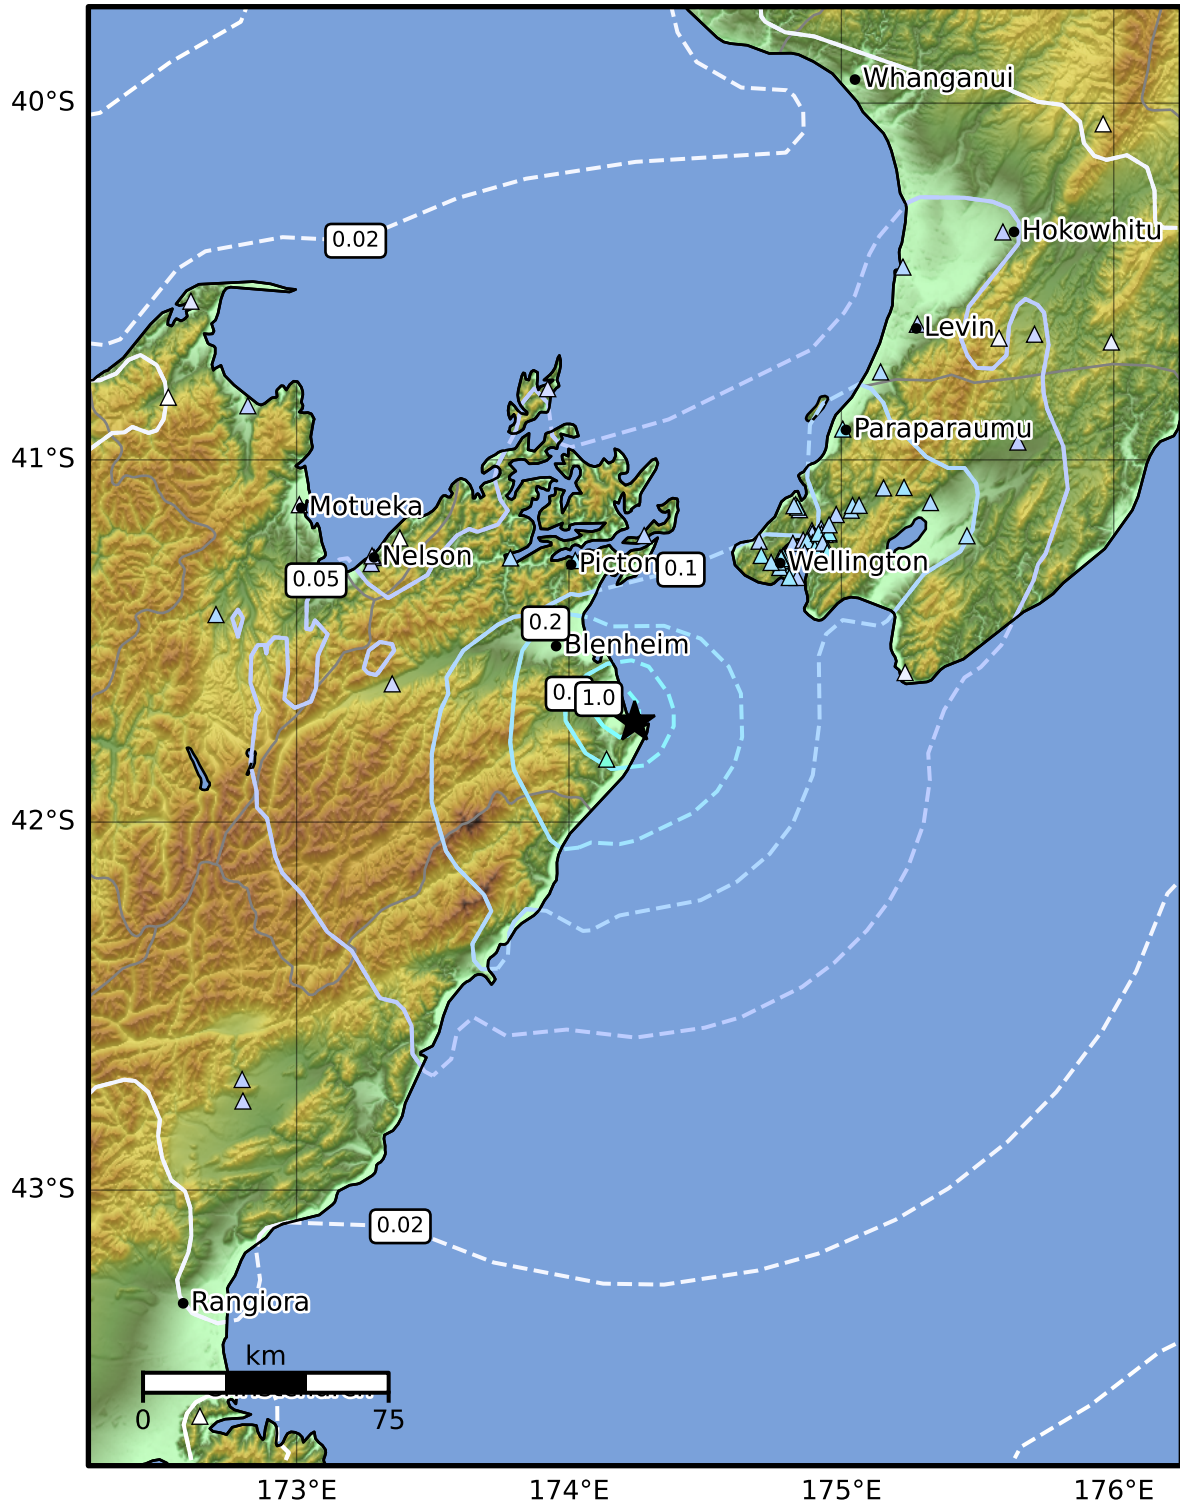 Whanganui
40°S
Hokowhitu
0.02
Levin
Paraparaumu
41°S
Motueka
Nelson
Picton
Wellington
0.1
0.05
0.2
Blenheim
1.0
42°S
43°S
0.02
Rangiora
km
0
75
173°E
174°E
175°E
176°E